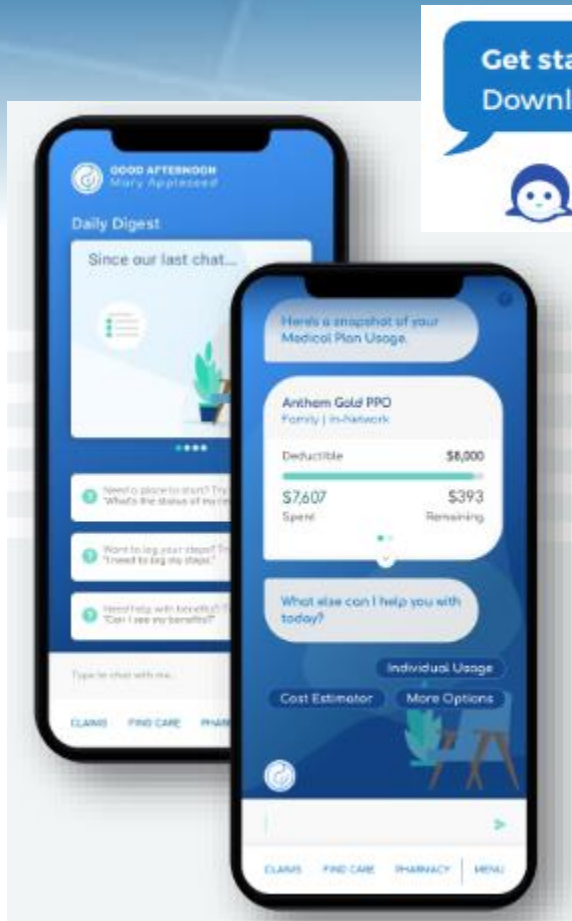 Get sta
Downl
GOOD AFTERNOON
Mary Appleseed
Daily Digest
Since our last chat...
Need a place to start? Try
"What's the status of my re
Want to log your steps? Tr
"I need to log my steps."
Need help with benefits? T
"Can I see my benefits?"
Type to chat with me...
CLAIMS FIND CARE PHARM
Here's a snapshot of your
Medical Plan Usage.
Anthem Gold PPO
Family | In-Network
Deductible $8,000
$7,607 $393
Spent Remaining
What else can I help you with
today?
Individual Usage
Cost Estimator More Options
CLAIMS FIND CARE PHARMACY MENU